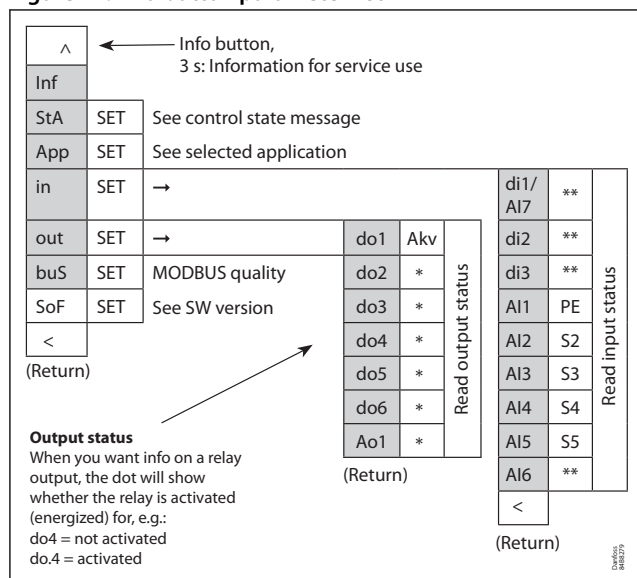 ^
Info button,
3 s: Information for service use
Inf
StA SET See control state message
App SET See selected application
in SET → di1/AI7 **
out SET → do1 Akv di2 **
buS SET MODBUS quality do2 * di3 **
SoF SET See SW version do3 * AI1 PE
< do4 * AI2 S2
(Return) do5 * AI3 S3
do6 * AI4 S4
Ao1 * AI5 S5
(Return) AI6 **
<
(Return)
Read output status
Read input status
Output status
When you want info on a relay
output, the dot will show
whether the relay is activated
(energized) for, e.g.:
do4 = not activated
do.4 = activated
Danfoss
84B8279